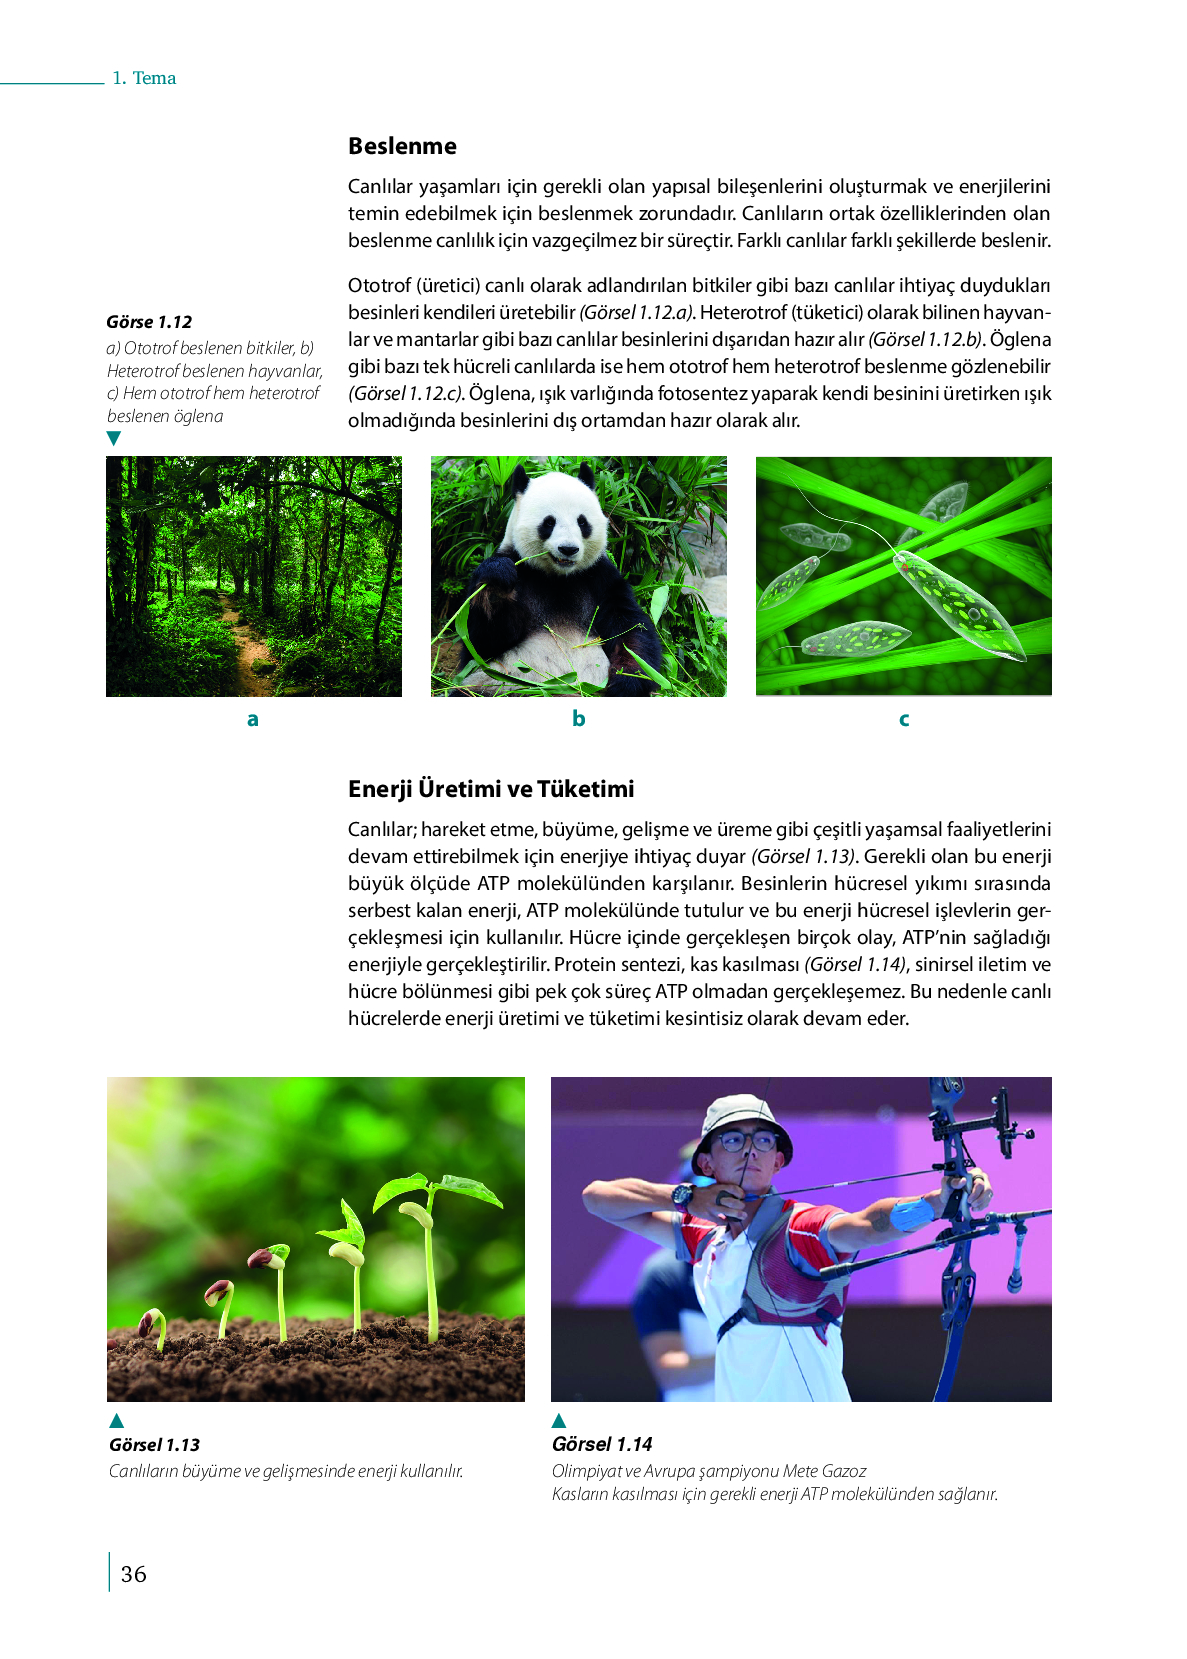 1. Tema
Beslenme
Canlılar yaşamları için gerekli olan yapısal bileşenlerini oluşturmak ve enerjilerini
temin edebilmek için beslenmek zorundadır. Canlıların ortak özelliklerinden olan
beslenme canlılık için vazgeçilmez bir süreçtir. Farklı canlılar farklı şekillerde beslenir.
Ototrof (üretici) canlı olarak adlandırılan bitkiler gibi bazı canlılar ihtiyaç duydukları
besinleri kendileri üretebilir (Görsel 1.12.a). Heterotrof (tüketici) olarak bilinen hayvan-
lar ve mantarlar gibi bazı canlılar besinlerini dışarıdan hazır alır (Görsel 1.12.b). Öglena
gibi bazı tek hücreli canlılarda ise hem ototrof hem heterotrof beslenme gözlenebilir
(Görsel 1.12.c). Öglena, ışık varlığında fotosentez yaparak kendi besinini üretirken ışık
olmadığında besinlerini dış ortamdan hazır olarak alır.
Görse 1.12
a) Ototrof beslenen bitkiler, b)
Heterotrof beslenen hayvanlar,
c) Hem ototrof hem heterotrof
beslenen öglena
a
b
c
Enerji Üretimi ve Tüketimi
Canlılar; hareket etme, büyüme, gelişme ve üreme gibi çeşitli yaşamsal faaliyetlerini
devam ettirebilmek için enerjiye ihtiyaç duyar (Görsel 1.13). Gerekli olan bu enerji
büyük ölçüde ATP molekülünden karşılanır. Besinlerin hücresel yıkımı sırasında
serbest kalan enerji, ATP molekülünde tutulur ve bu enerji hücresel işlevlerin ger-
çekleşmesi için kullanılır. Hücre içinde gerçekleşen birçok olay, ATP’nin sağladığı
enerjiyle gerçekleştirilir. Protein sentezi, kas kasılması (Görsel 1.14), sinirsel iletim ve
hücre bölünmesi gibi pek çok süreç ATP olmadan gerçekleşemez. Bu nedenle canlı
hücrelerde enerji üretimi ve tüketimi kesintisiz olarak devam eder.
Görsel 1.13
Canlıların büyüme ve gelişmesinde enerji kullanılır.
Görsel 1.14
Olimpiyat ve Avrupa şampiyonu Mete Gazoz
Kasların kasılması için gerekli enerji ATP molekülünden sağlanır.
36